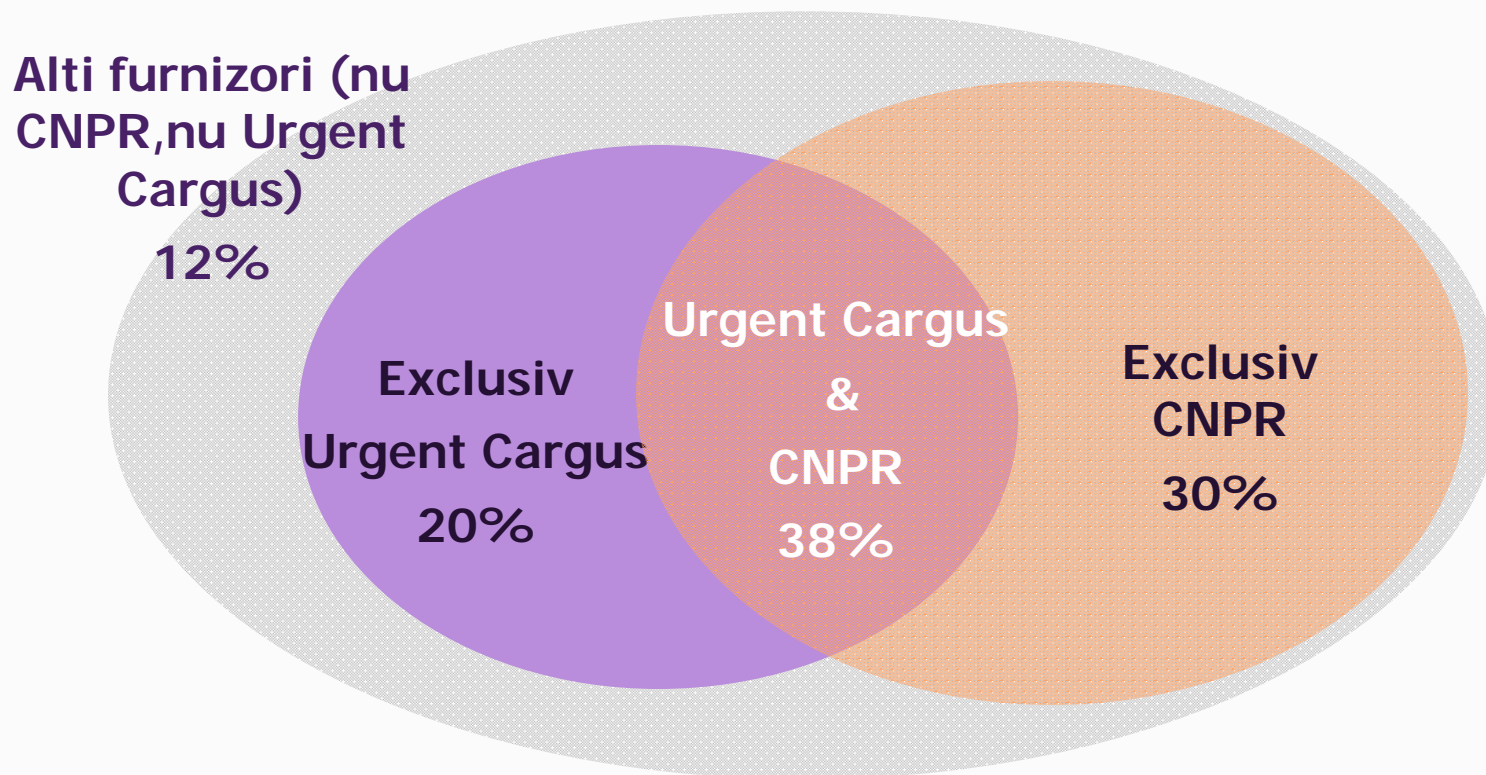 Alti furnizori (nu
CNPR,nu Urgent
Cargus)
12%
Exclusiv
Urgent Cargus
20%
Urgent Cargus
&
CNPR
38%
Exclusiv
CNPR
30%